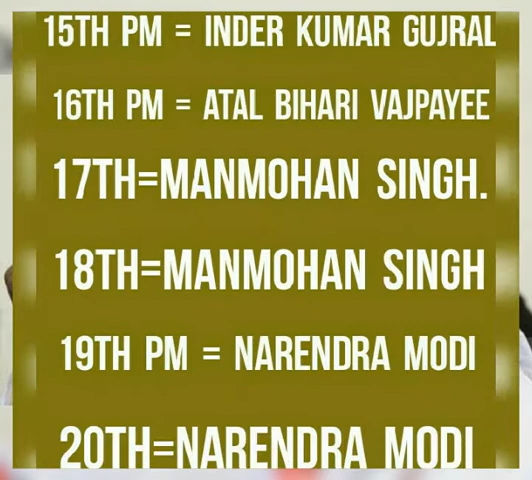 15TH PM = INDER KUMAR GUJRAL
16TH PM = ATAL BIHARI VAJPAYEE
17TH=MANMOHAN SINGH.
18TH=MANMOHAN SINGH
19TH PM = NARENDRA MODI
20TH=NARENDRA MODI